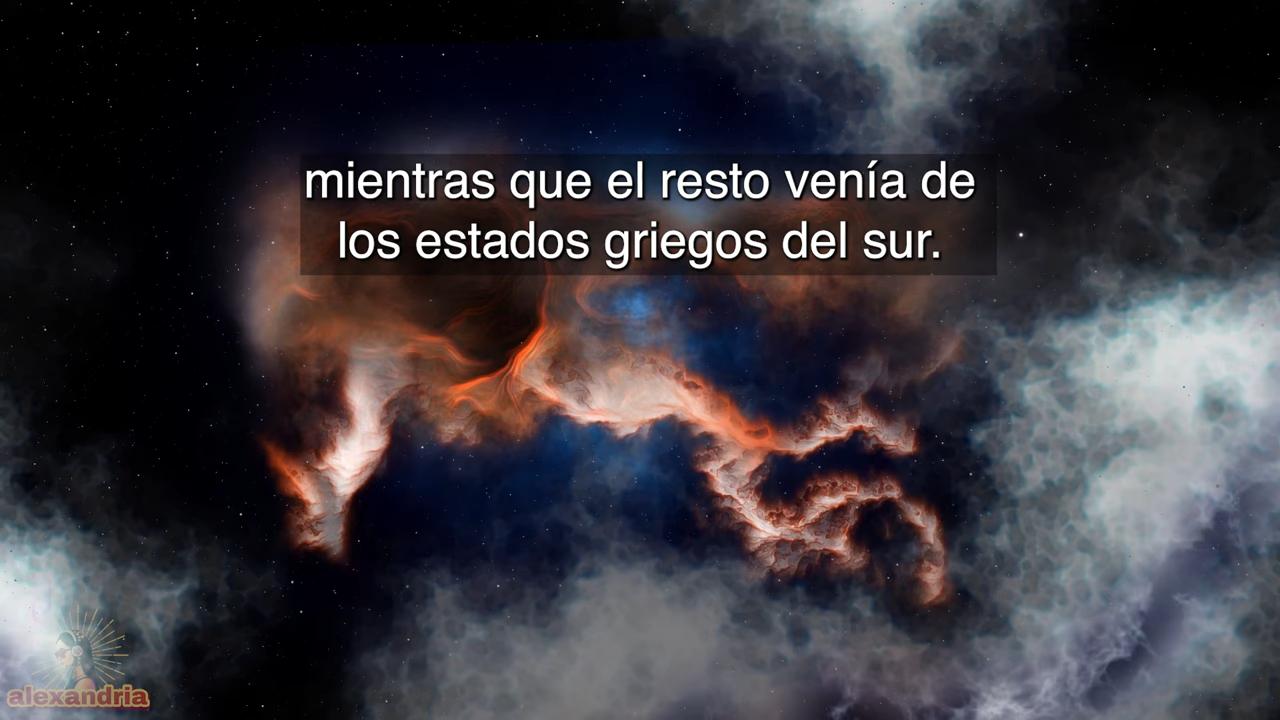 mientras que el resto venía de
los estados griegos del sur.
alexandria